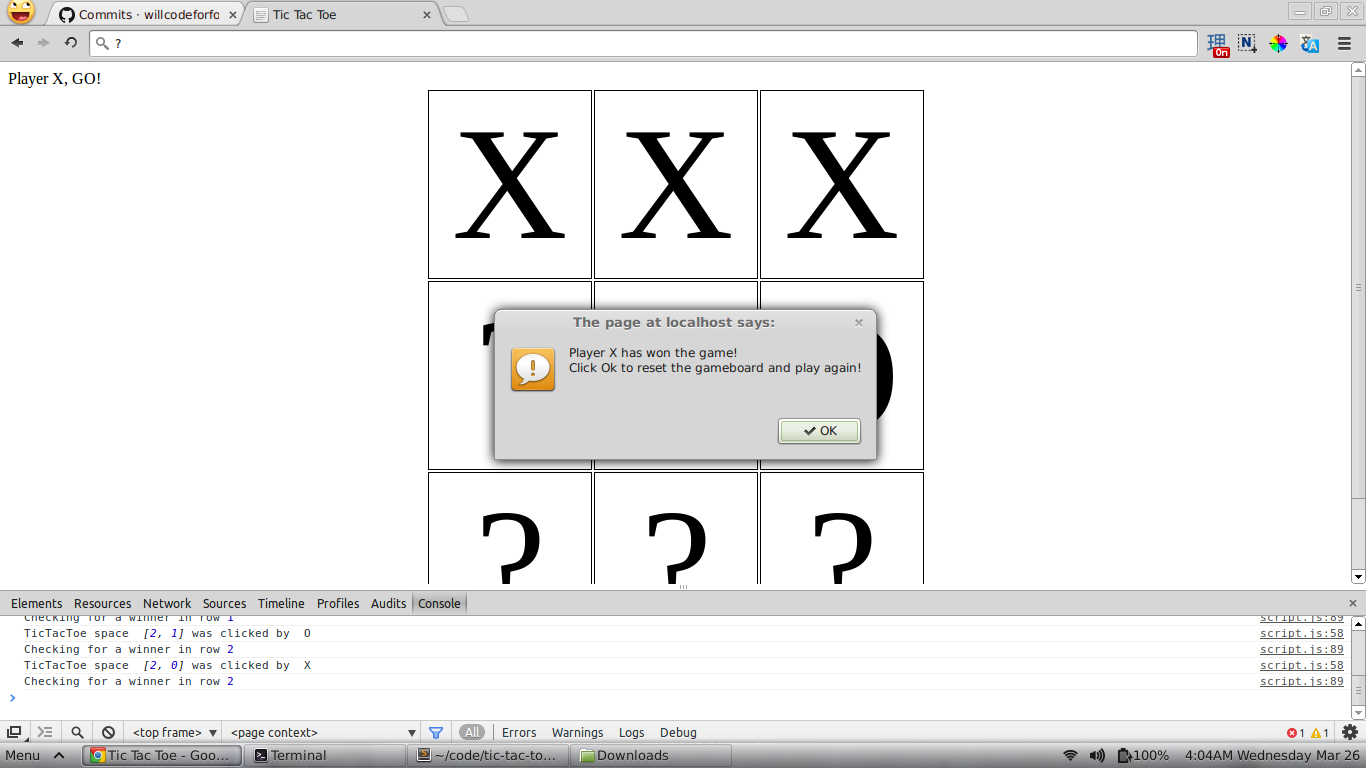 Commits · willcodeforfo
Tic Tac Toe
?
理
On
N
A
Player X, GO!
X X X
?
?
? ? ?
The page at localhost says:
Player X has won the game!
Click Ok to reset the gameboard and play again!
OK
Elements Resources Network Sources Timeline Profiles Audits Console
Checking for a winner in row 1 script.js:89
TicTacToe space [2, 1] was clicked by O script.js:58
Checking for a winner in row 2 script.js:89
TicTacToe space [2, 0] was clicked by X script.js:58
Checking for a winner in row 2 script.js:89
<top frame> <page context> All Errors Warnings Logs Debug 1 1
Menu Tic Tac Toe - Goo... Terminal ~/code/tic-tac-to... Downloads 100% 4:04AM Wednesday Mar 26